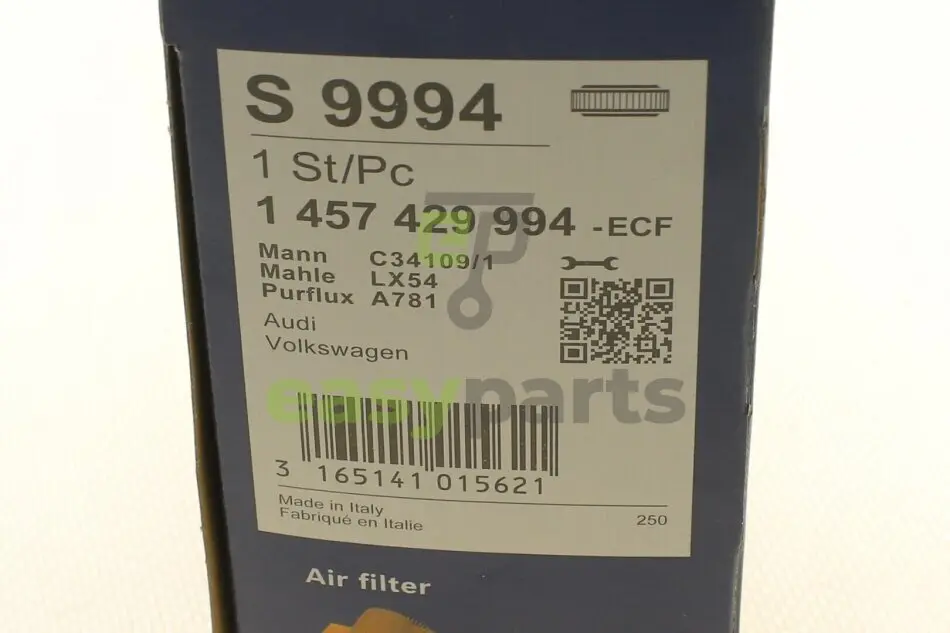 S 9994
1 St/Pc
1 457 429 994 -ECF
Mann C34109/1
Mahle LX54
Purflux A781
Audi
Volkswagen
easyparts
3 165141 015621
Made in Italy
Fabriqué en Italie
250
Air filter